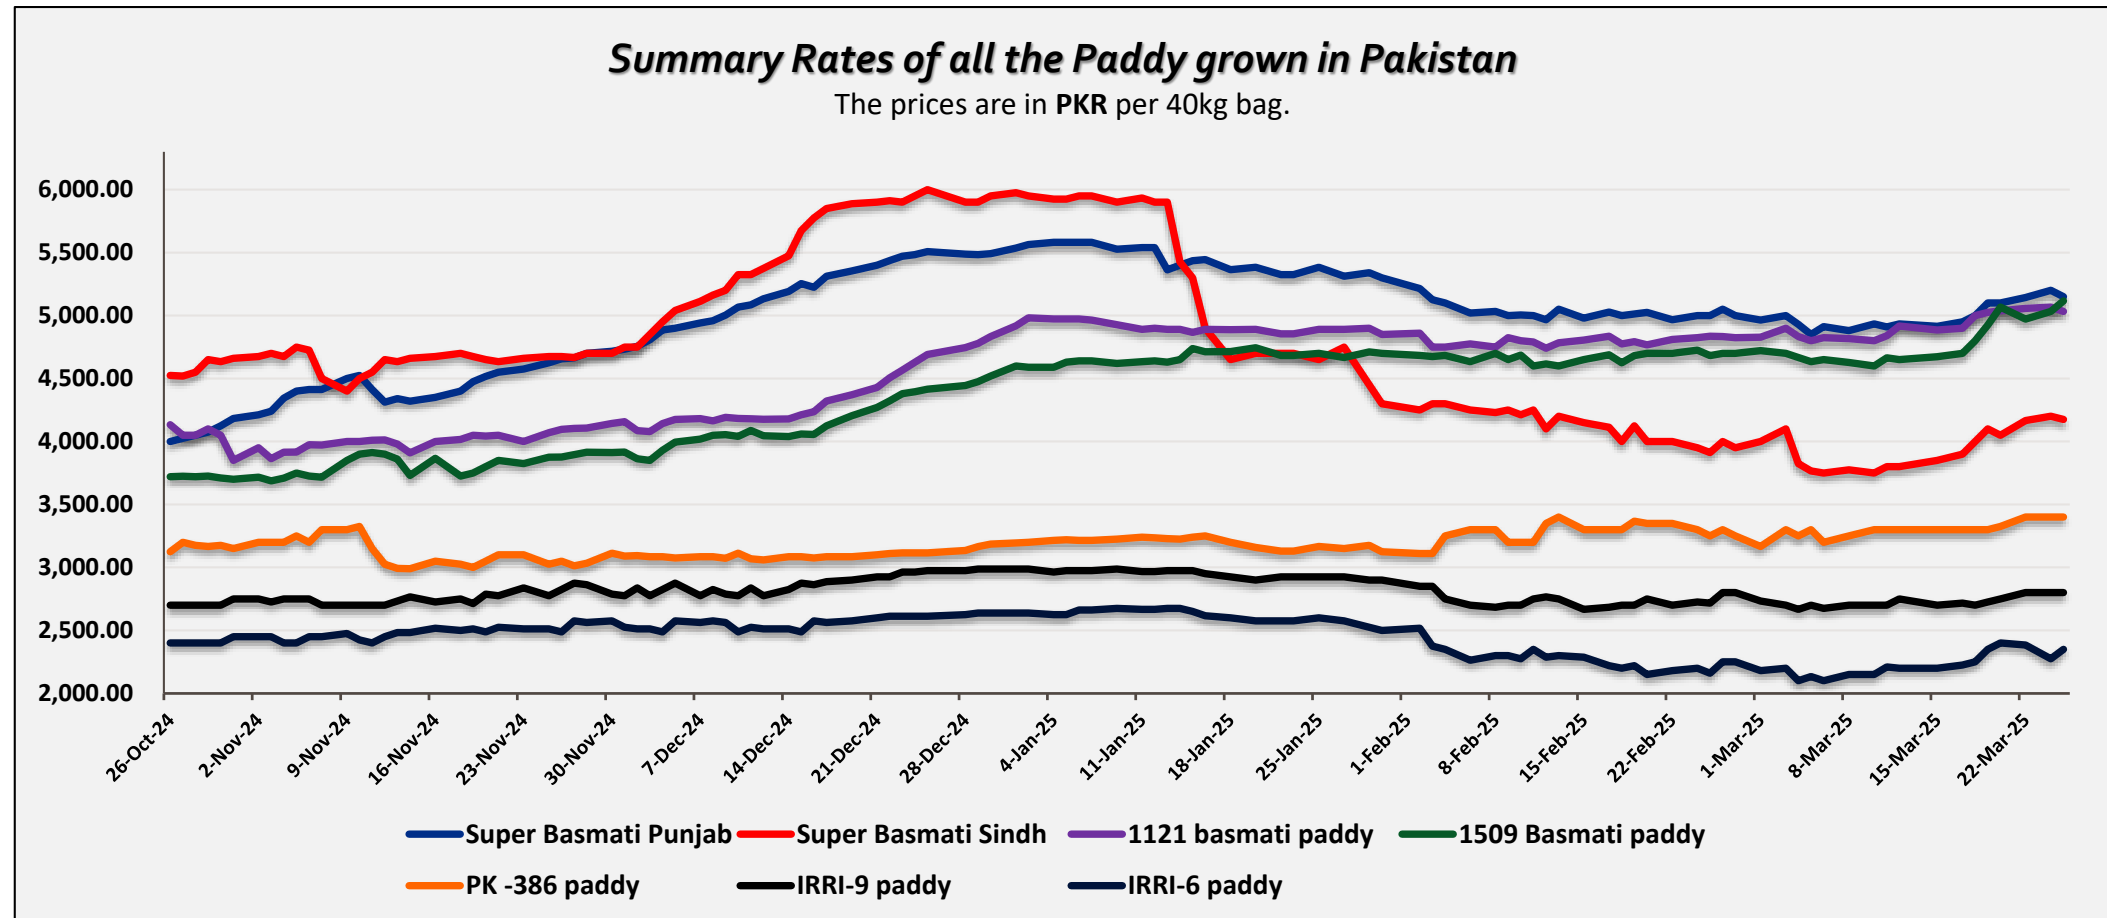 Summary Rates of all the Paddy grown in Pakistan
The prices are in PKR per 40kg bag.
6,000.00
5,500.00
5,000.00
4,500.00
4,000.00
3,500.00
3,000.00
2,500.00
2,000.00
26-Oct-24
2-Nov-24
9-Nov-24
16-Nov-24
23-Nov-24
30-Nov-24
7-Dec-24
14-Dec-24
21-Dec-24
28-Dec-24
4-Jan-25
11-Jan-25
18-Jan-25
25-Jan-25
1-Feb-25
8-Feb-25
15-Feb-25
22-Feb-25
1-Mar-25
8-Mar-25
15-Mar-25
22-Mar-25
Super Basmati Punjab Super Basmati Sindh 1121 basmati paddy 1509 Basmati paddy
PK -386 paddy IRRI-9 paddy IRRI-6 paddy